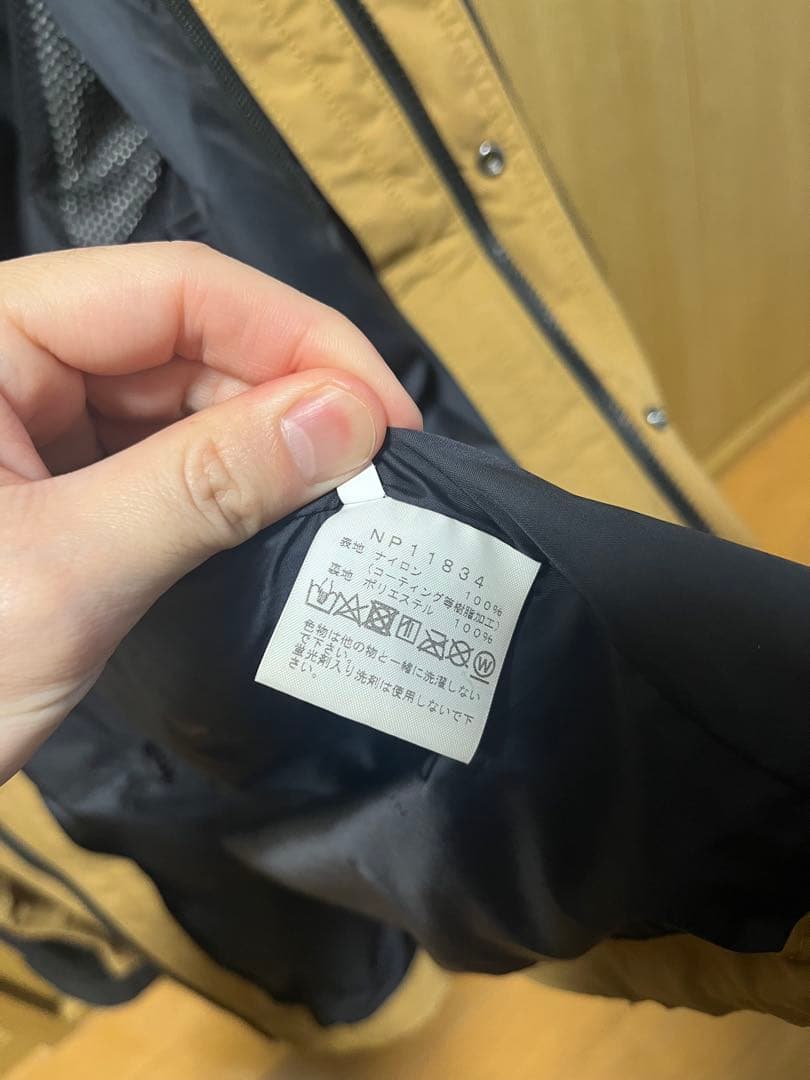 NP11834
表地 ナイロン 100%
(コーティング等樹脂加工)
裏地 ポリエステル 100%
W
色物は他の物と一緒に洗濯しない
で下さい。
蛍光剤入り洗剤は使用しないで下
さい。